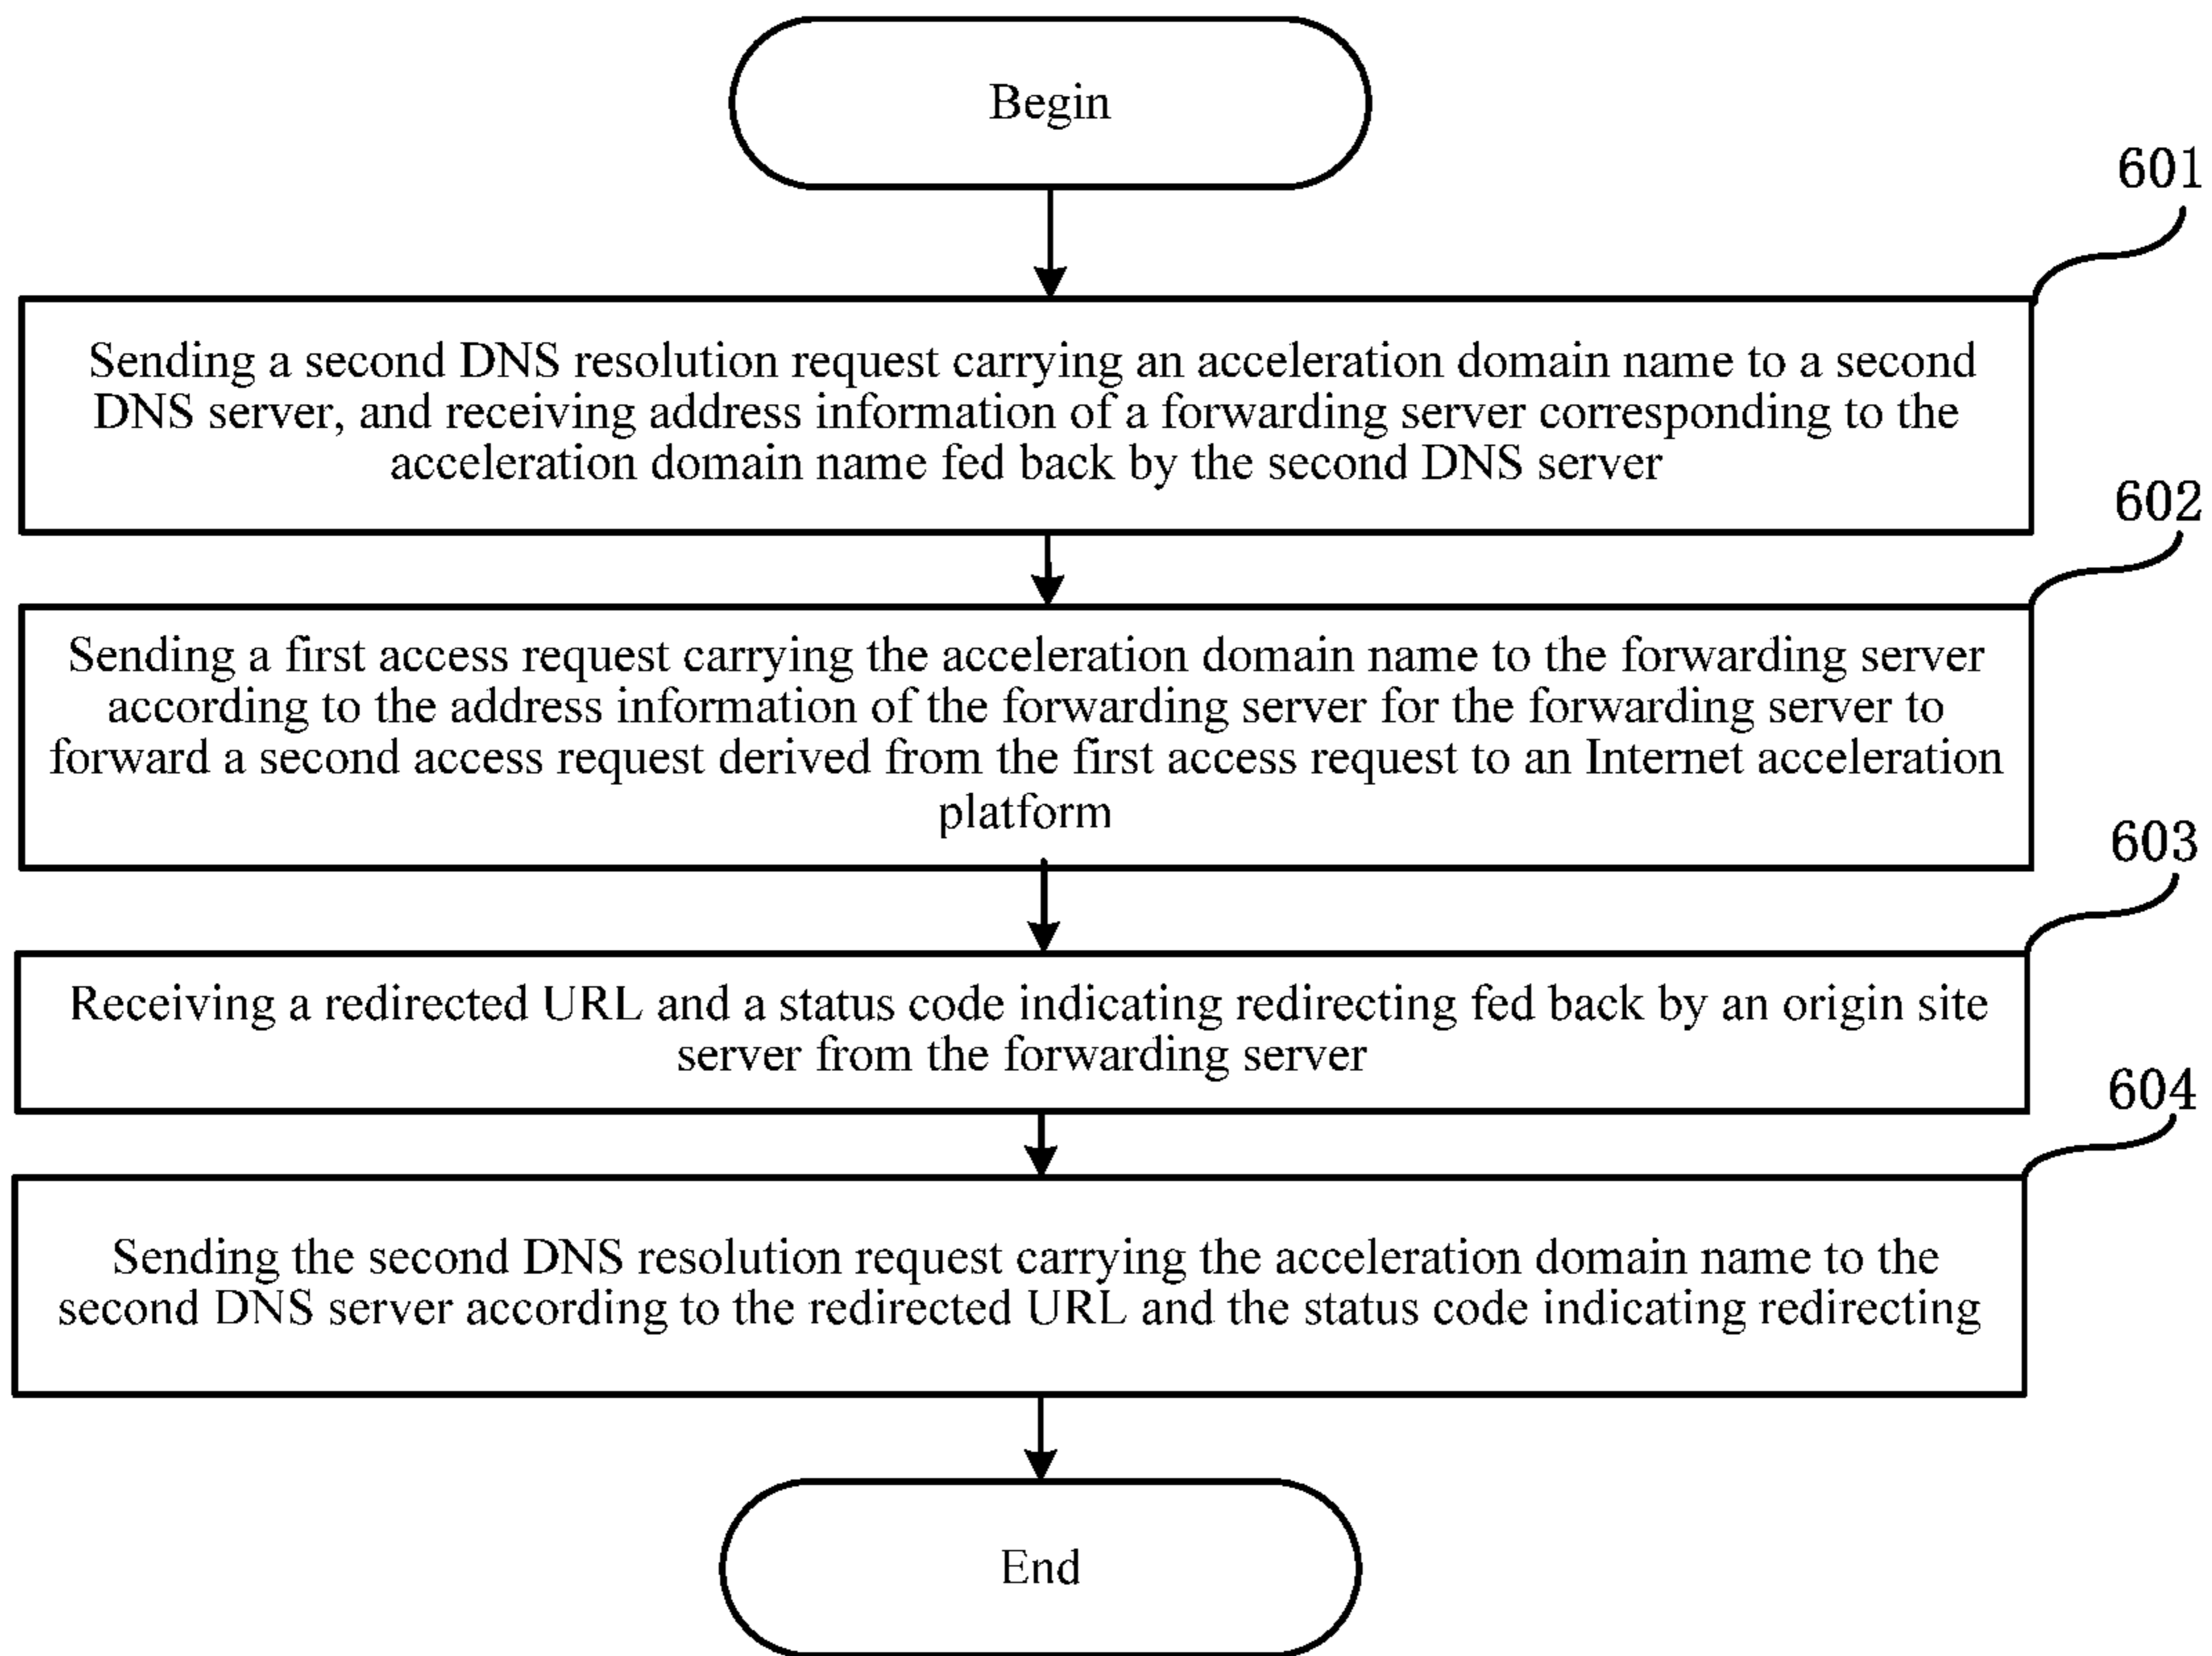 Begin
601
Sending a second DNS resolution request carrying an acceleration domain name to a second
DNS server, and receiving address information of a forwarding server corresponding to the
acceleration domain name fed back by the second DNS server
602
Sending a first access request carrying the acceleration domain name to the forwarding server
according to the address information of the forwarding server for the forwarding server to
forward a second access request derived from the first access request to an Internet acceleration
platform
603
Receiving a redirected URL and a status code indicating redirecting fed back by an origin site
server from the forwarding server
604
Sending the second DNS resolution request carrying the acceleration domain name to the
second DNS server according to the redirected URL and the status code indicating redirecting
End